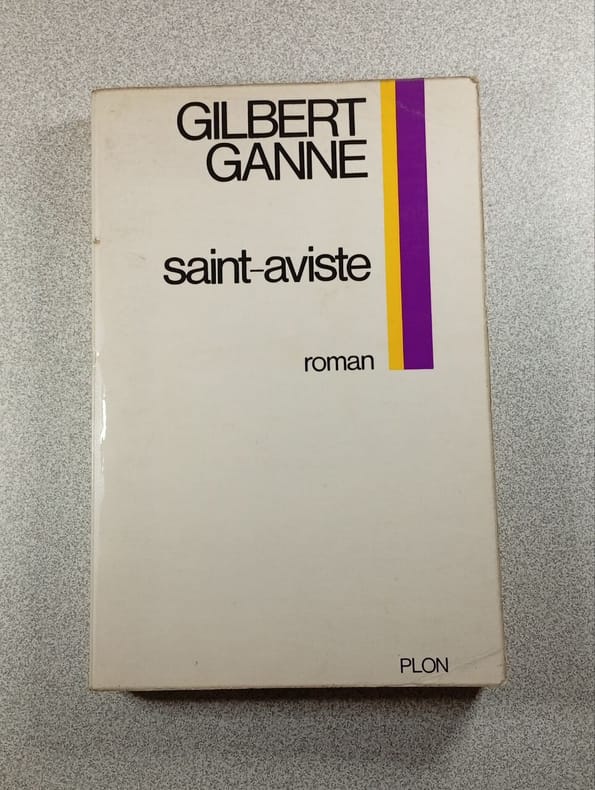 GILBERT
GANNE
saint-aviste
roman
PLON